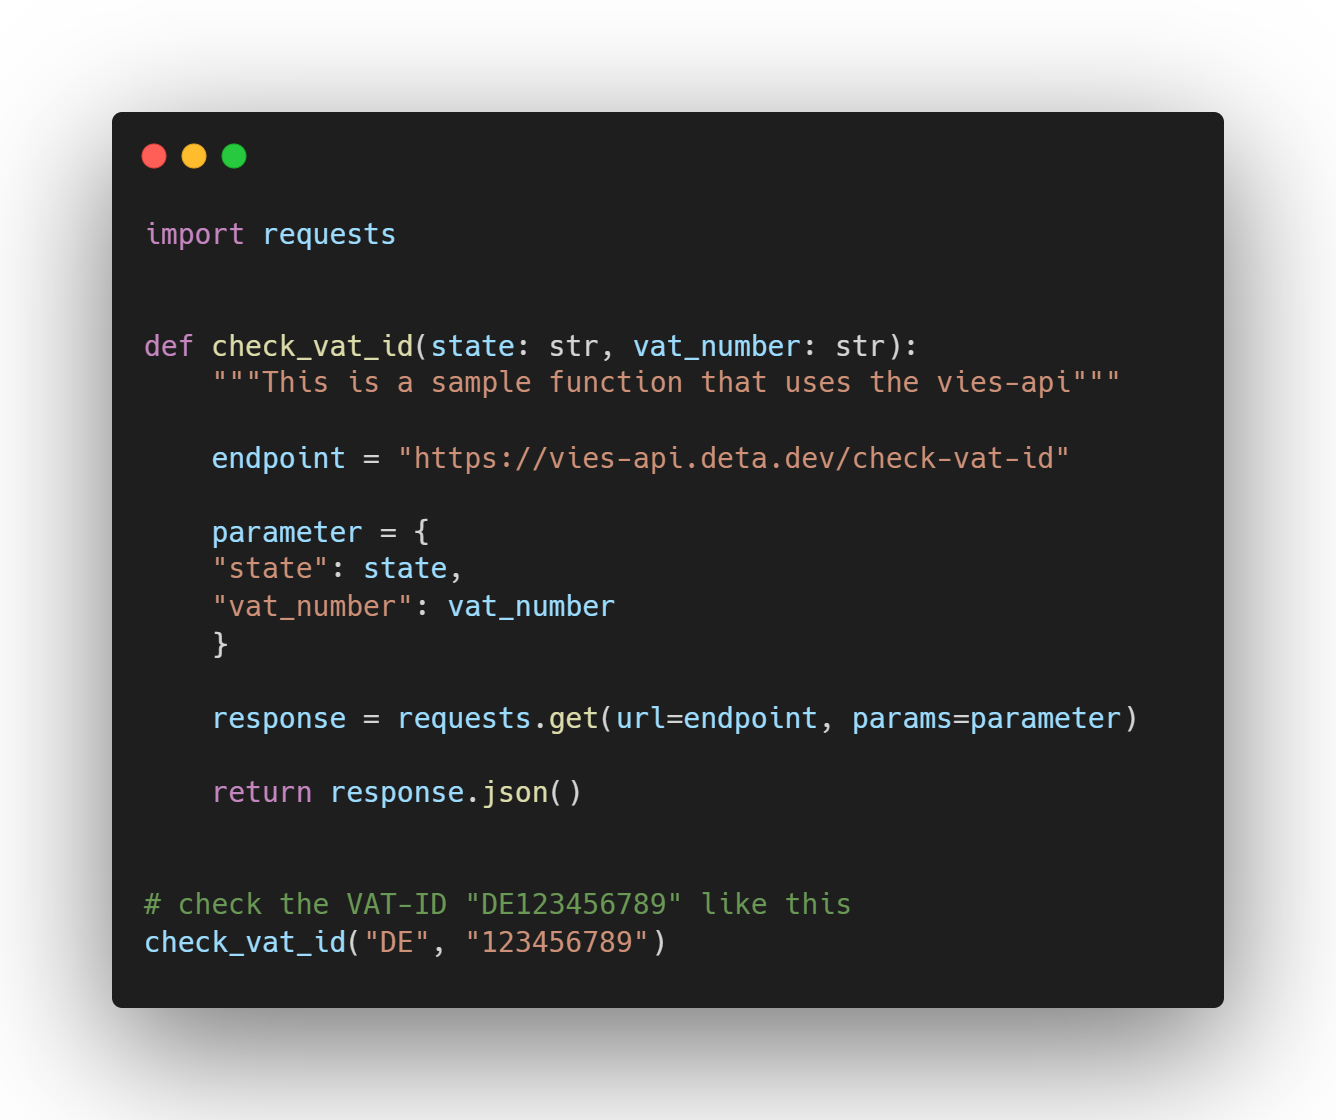 import requests
def check_vat_id(state: str, vat_number: str):
    """This is a sample function that uses the vies-api"""
    endpoint = "https://vies-api.deta.dev/check-vat-id"
    parameter = {
    "state": state,
    "vat_number": vat_number
    }
    response = requests.get(url=endpoint, params=parameter)
    return response.json()
# check the VAT-ID "DE123456789" like this
check_vat_id("DE", "123456789")